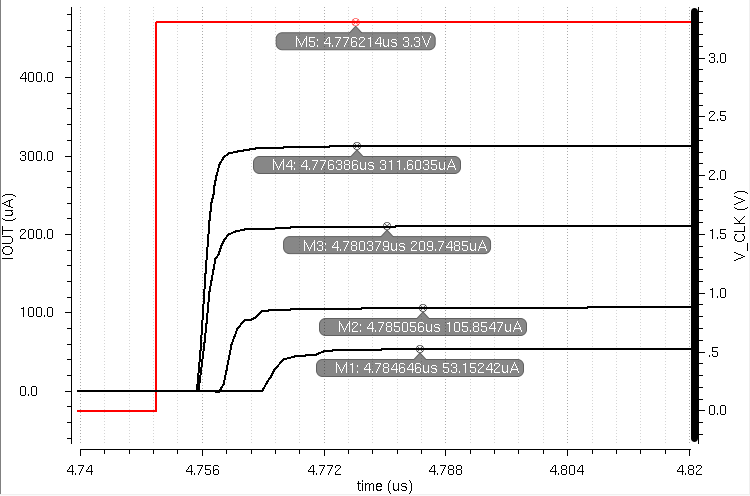 M5: 4.776214us 3.3V
400.0
3.0
2.5
300.0
M4: 4.776386us 311.6035uA
2.0
IOUT (uA)
V_CLK (V)
200.0
M3: 4.780379us 209.7485uA
1.5
100.0
1.0
M2: 4.785056us 105.8547uA
.5
M1: 4.784646us 53.15242uA
0.0
0.0
4.74 4.756 4.772 4.788 4.804 4.82
time (us)